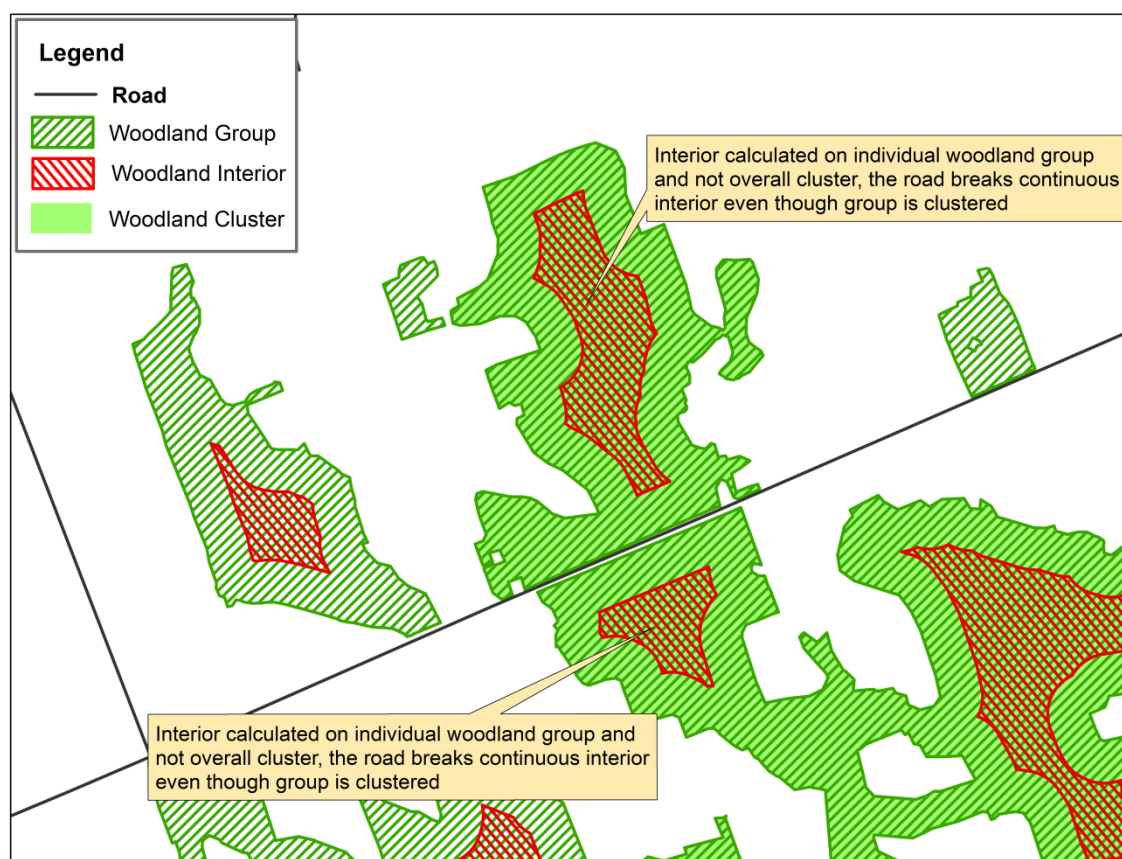 Legend
Road
Woodland Group
Woodland Interior
Woodland Cluster
Interior calculated on individual woodland group
and not overall cluster, the road breaks continuous
interior even though group is clustered
Interior calculated on individual woodland group and
not overall cluster, the road breaks continuous interior
even though group is clustered